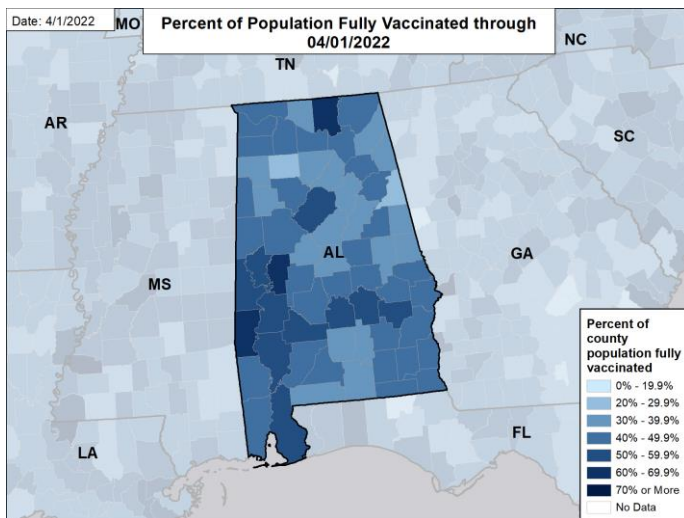 Date: 4/1/2022
Percent of Population Fully Vaccinated through
04/01/2022
MO
NC
TN
AR
SC
AL
GA
MS
LA
FL
Percent of
county
population fully
vaccinated
0% - 19.9%
20% - 29.9%
30% - 39.9%
40% - 49.9%
50% - 59.9%
60% - 69.9%
70% or More
No Data